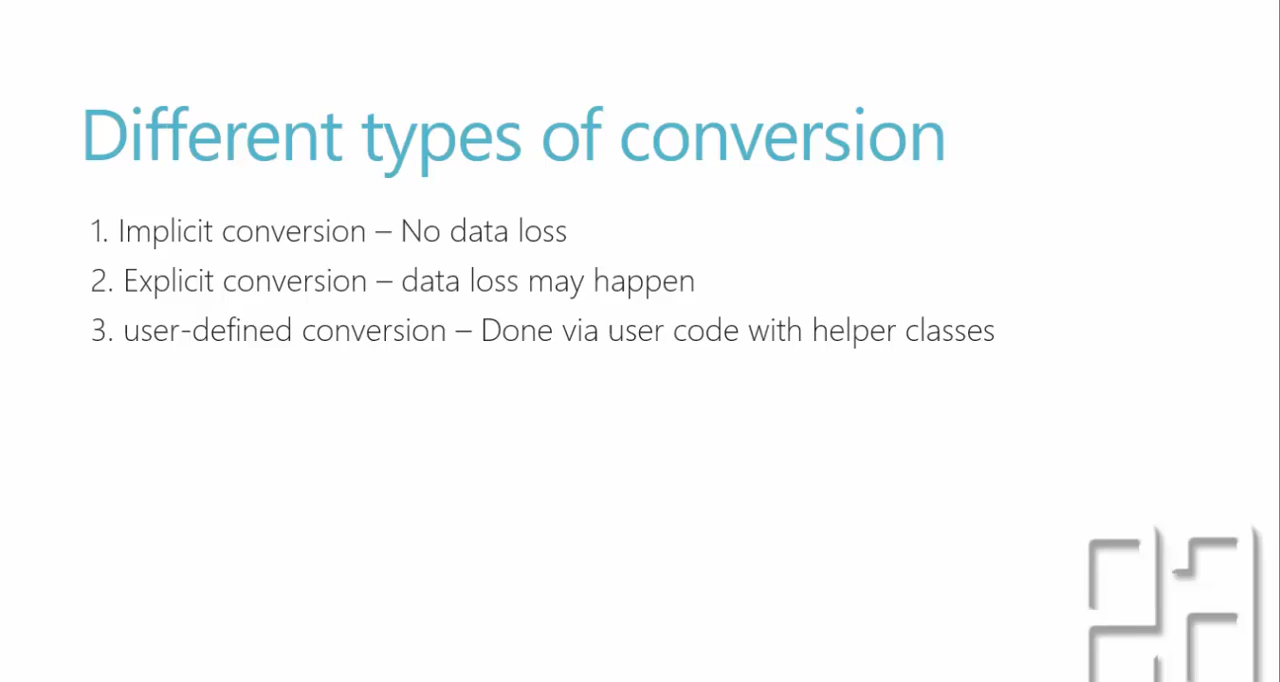 Different types of conversion
1. Implicit conversion – No data loss
2. Explicit conversion – data loss may happen
3. user-defined conversion – Done via user code with helper classes